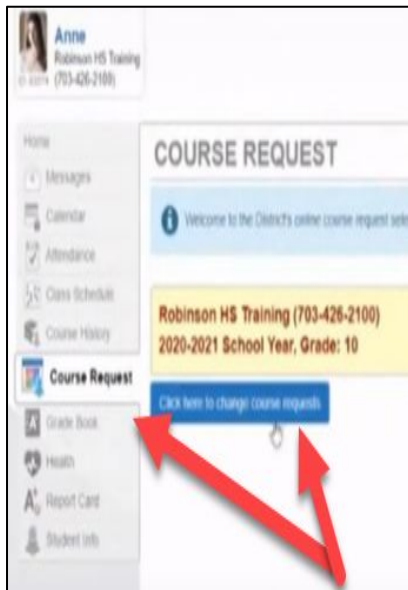 Anne
Robinson HS Training
(703-426-2100)
Home
Messages
Calendar
Attendance
Class Schedule
Course History
Course Request
Grade Book
Health
Report Card
Student Info
COURSE REQUEST
Welcome to the District's online course request sele
Robinson HS Training (703-426-2100)
2020-2021 School Year, Grade: 10
Click here to change course requests